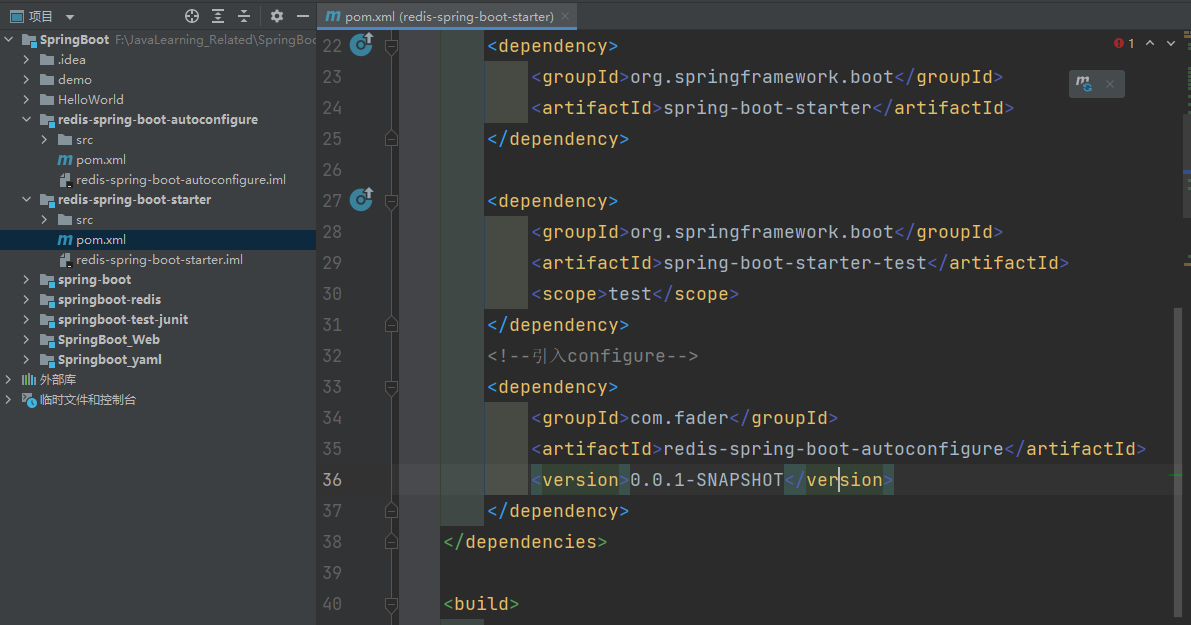 项目
pom.xml (redis-spring-boot-starter)
SpringBoot F:\JavaLearning_Related\SpringBoo
.idea
demo
HelloWorld
redis-spring-boot-autoconfigure
src
pom.xml
redis-spring-boot-autoconfigure.iml
redis-spring-boot-starter
src
pom.xml
redis-spring-boot-starter.iml
spring-boot
springboot-redis
springboot-test-junit
SpringBoot_Web
Springboot_yaml
外部库
临时文件和控制台
1
22 <dependency>
23 <groupId>org.springframework.boot</groupId>
24 <artifactId>spring-boot-starter</artifactId>
25 </dependency>
26
27 <dependency>
28 <groupId>org.springframework.boot</groupId>
29 <artifactId>spring-boot-starter-test</artifactId>
30 <scope>test</scope>
31 </dependency>
32 <!--引入configure-->
33 <dependency>
34 <groupId>com.fader</groupId>
35 <artifactId>redis-spring-boot-autoconfigure</artifactId>
36 <version>0.0.1-SNAPSHOT</version>
37 </dependency>
38 </dependencies>
39
40 <build>